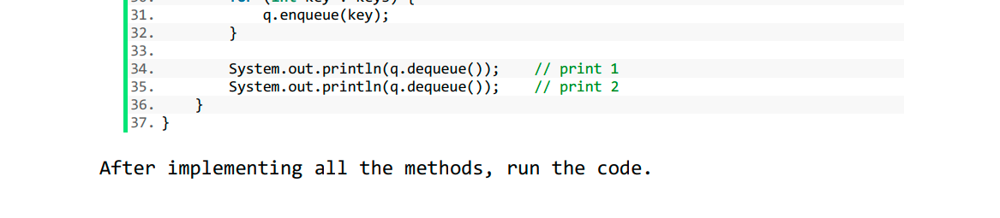 31. q.enqueue(key);
32. }
33.
34. System.out.println(q.dequeue()); // print 1
35. System.out.println(q.dequeue()); // print 2
36. }
37. }
After implementing all the methods, run the code.